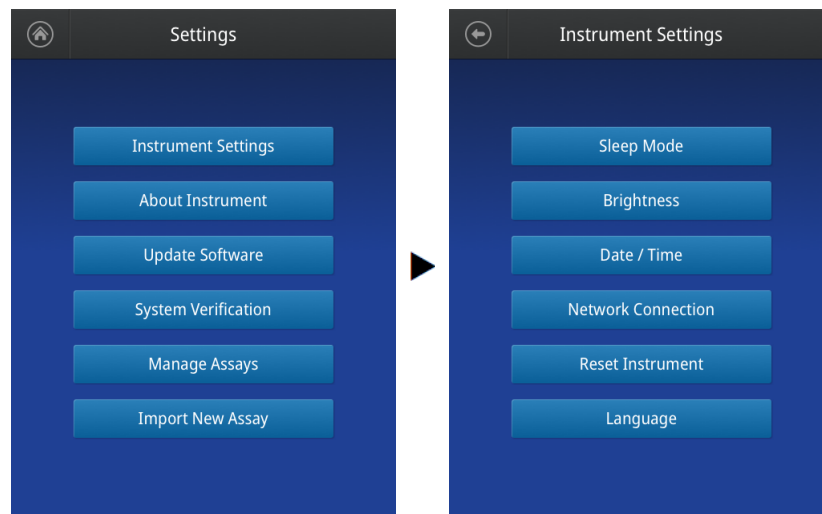 Settings
Instrument Settings
About Instrument
Update Software
System Verification
Manage Assays
Import New Assay
Instrument Settings
Sleep Mode
Brightness
Date / Time
Network Connection
Reset Instrument
Language